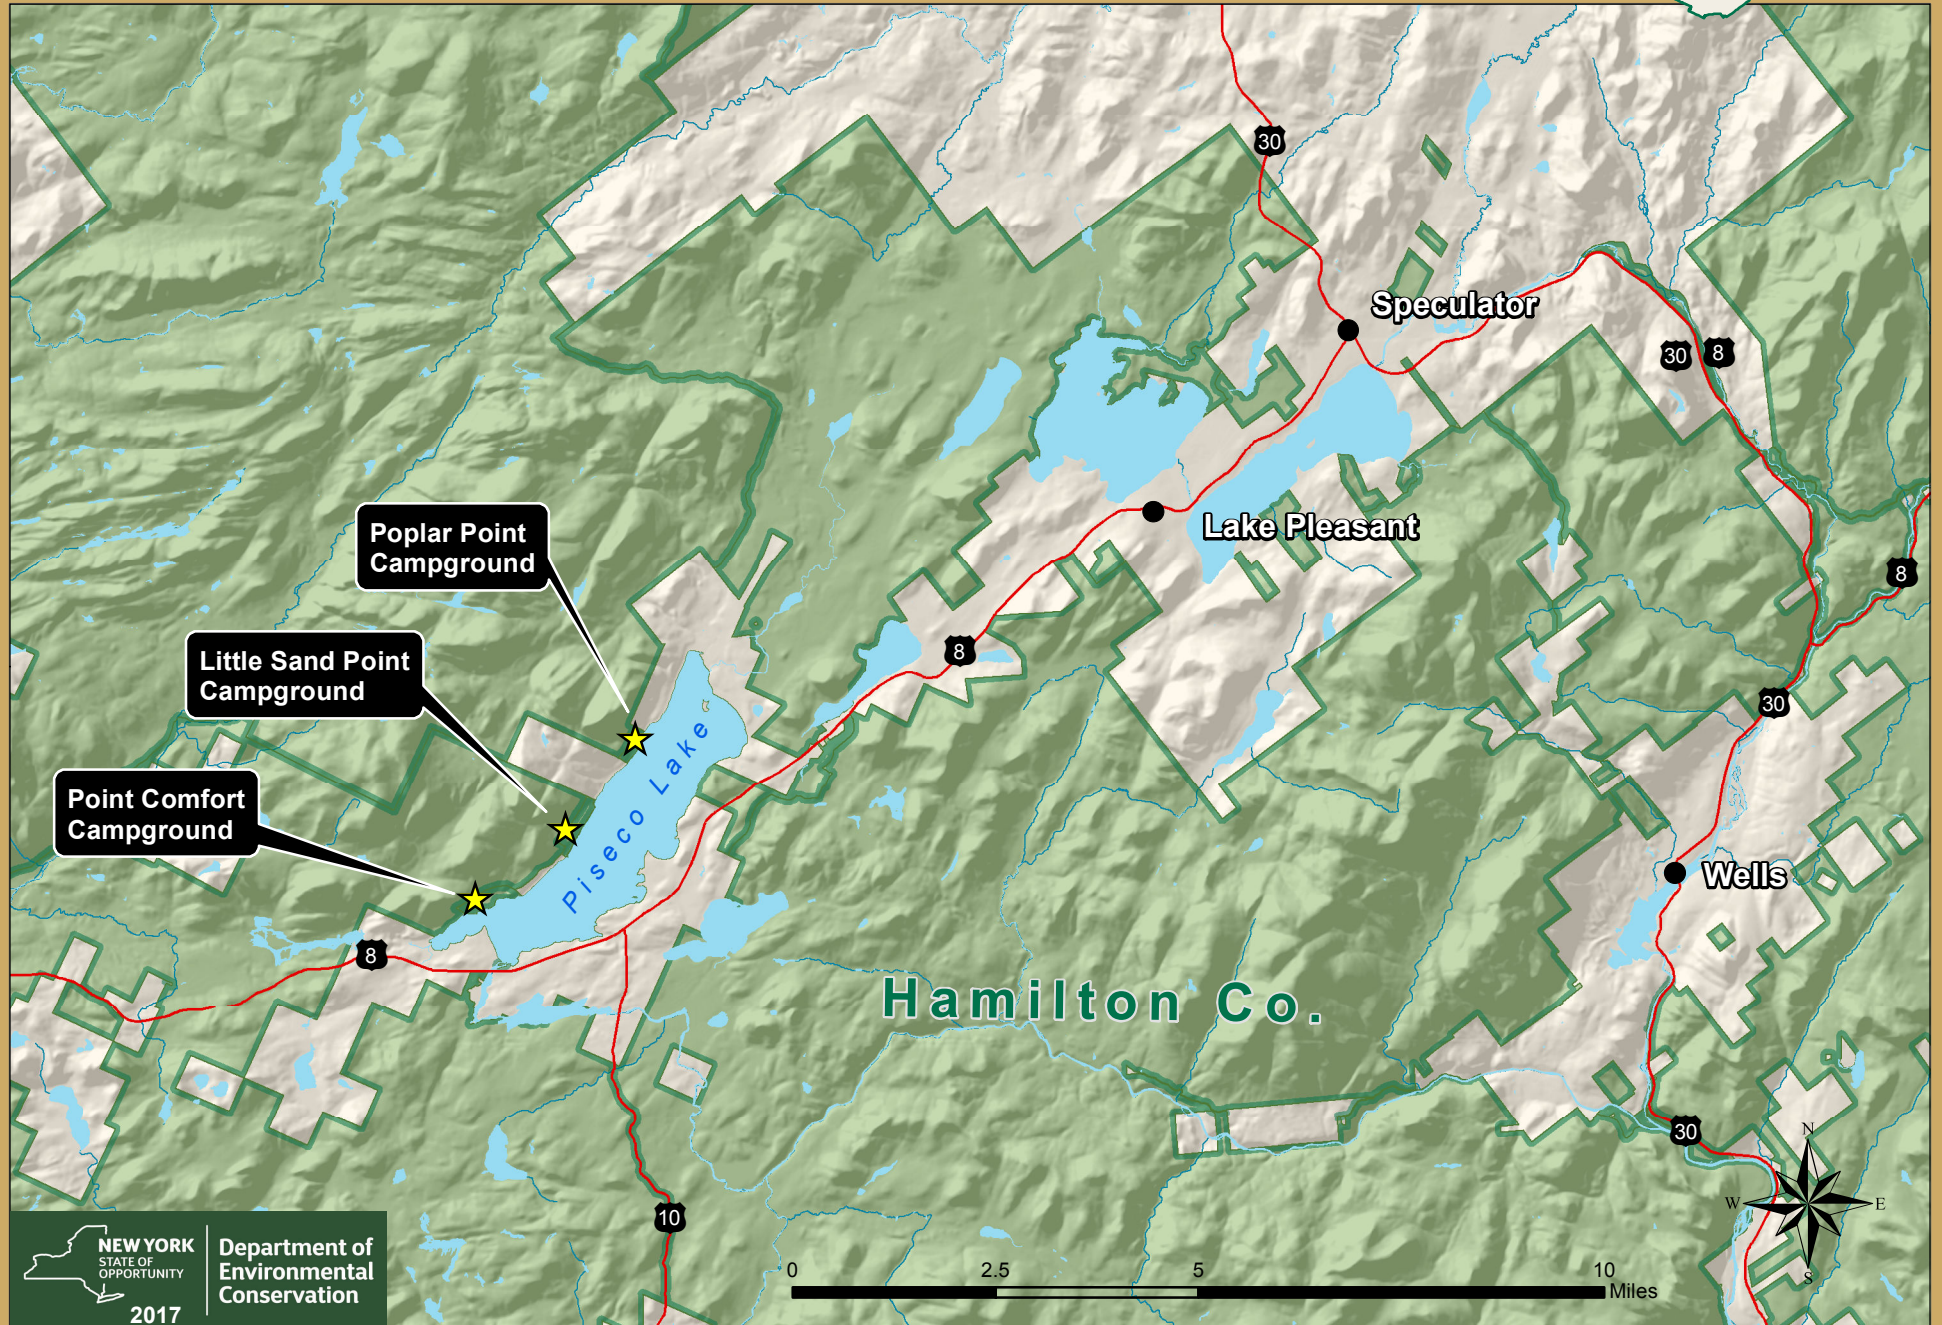 30
Speculator
30
8
Poplar Point
Campground
Lake Pleasant
8
Little Sand Point
Campground
8
30
Piseco Lake
Point Comfort
Campground
Wells
8
Hamilton Co.
30
N
W
E
S
10
NEW YORK
STATE OF
OPPORTUNITY
2017
Department of
Environmental
Conservation
0 2.5 5 10
Miles